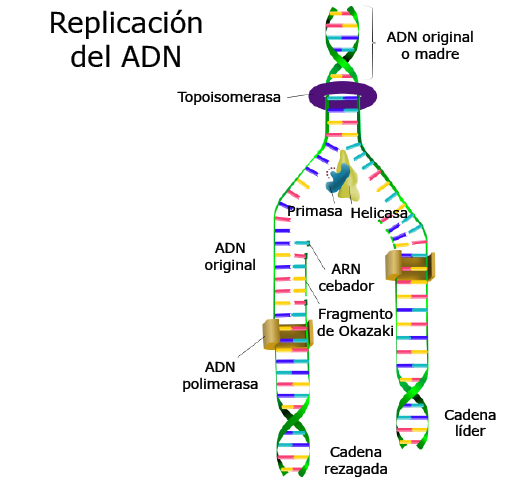 Replicación
del ADN
ADN original
o madre
Topoisomerasa
Primasa
Helicasa
ADN
original
ARN
cebador
Fragmento
de Okazaki
ADN
polimerasa
Cadena
líder
Cadena
rezagada